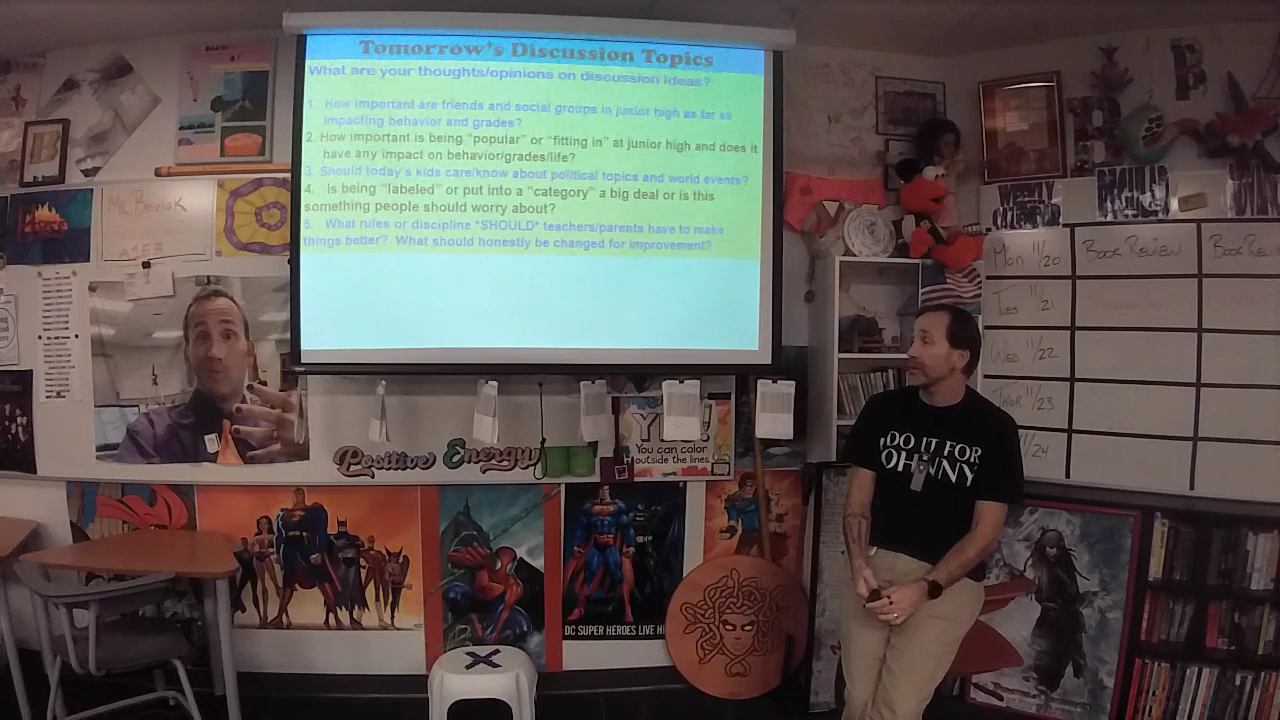 Tomorrow's Discussion Topics
What are your thoughts/opinions on discussion ideas?
1. How important are friends and social groups in junior high as far as
impacting behavior and grades?
2. How important is being "popular" or "fitting in" at junior high and does it
have any impact on behavior/grades/life?
3. Should today's kids care/know about political topics and world events?
4. Is being "labeled" or put into a "category" a big deal or is this
something people should worry about?
5. What rules or discipline *SHOULD* teachers/parents have to make
things better? What should honestly be changed for improvement?
B
B
WEEKLY
Mon 11/20
Book Review
Book Rev
Tues 11/21
Wed 11/22
Thur 11/23
11/24
Positive Energy
YES!
You can color
outside the lines
DO IT FOR
JOHNNY
DC SUPER HEROES LIVE